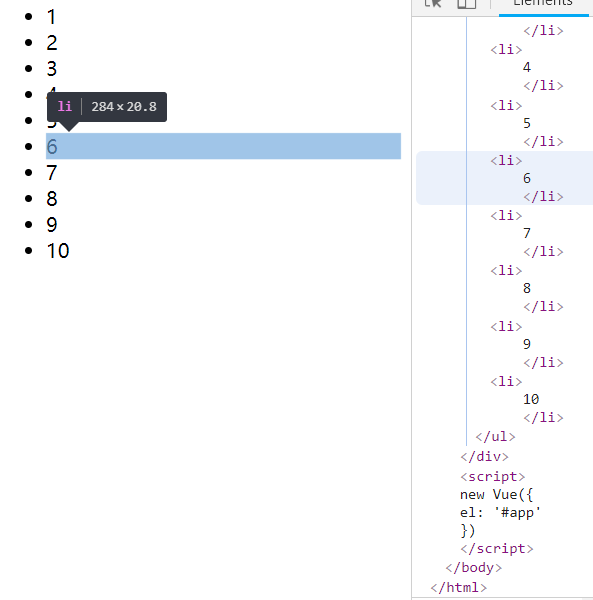 1
2
3
li 284 × 20.8
6
7
8
9
10
Elements
</li>
<li>
4
</li>
<li>
5
</li>
<li>
6
</li>
<li>
7
</li>
<li>
8
</li>
<li>
9
</li>
<li>
10
</li>
</ul>
</div>
<script>
new Vue({
el: '#app'
})
</script>
</body>
</html>